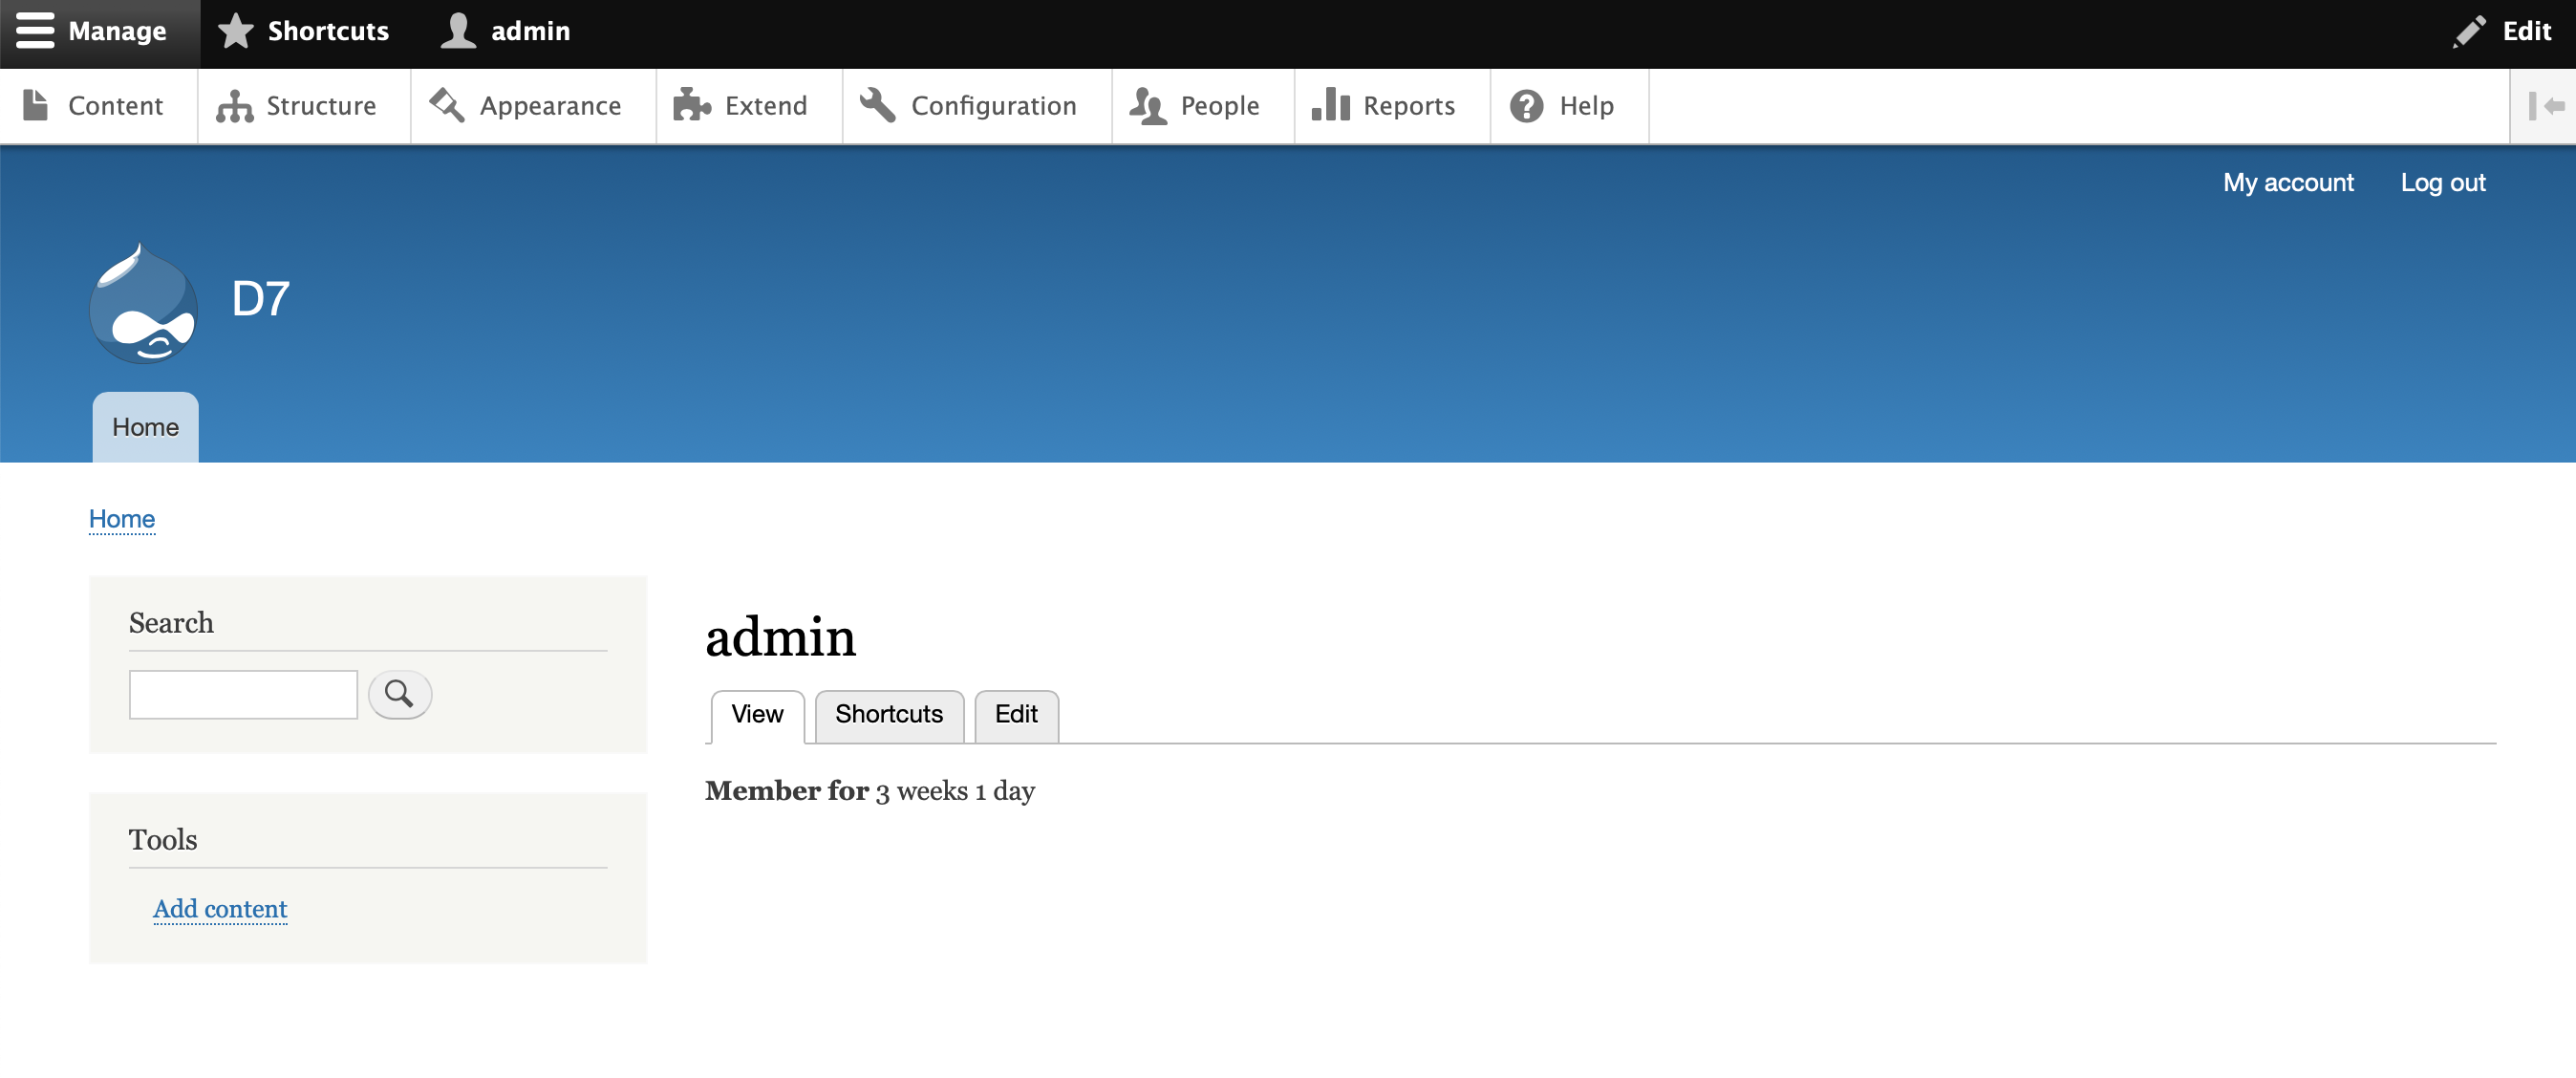 Manage Shortcuts admin Edit
Content Structure Appearance Extend Configuration People Reports Help
My account Log out
D7
Home
Home
Search
admin
View Shortcuts Edit
Member for 3 weeks 1 day
Tools
Add content